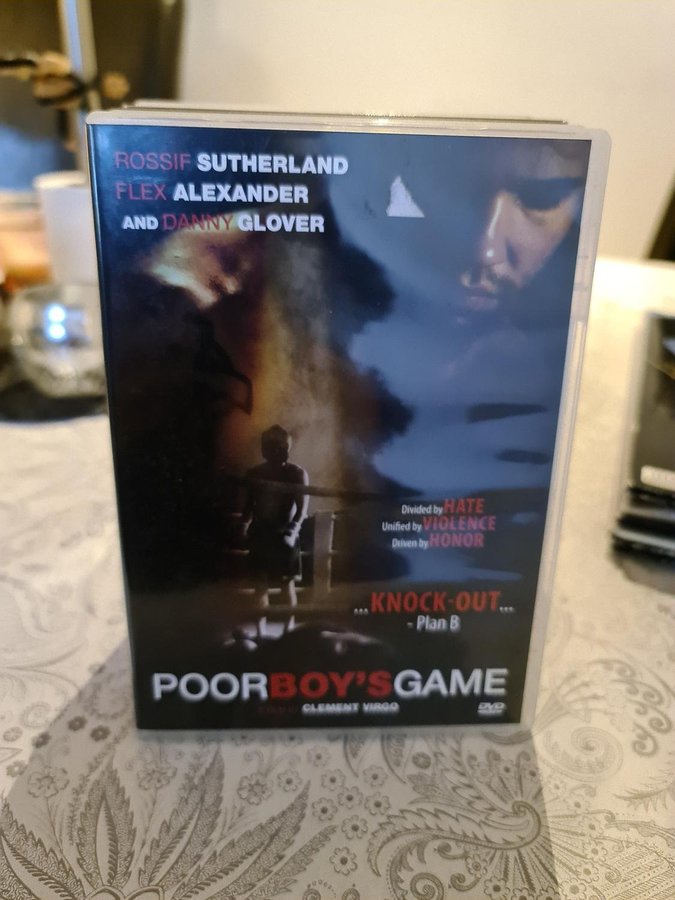 ROSSIF SUTHERLAND
FLEX ALEXANDER
AND DANNY GLOVER
Divided by HATE
Unified by VIOLENCE
Driven by HONOR
...KNOCK-OUT...
- Plan B
POORBOY'SGAME
CLEMENT VIRGO
DVD